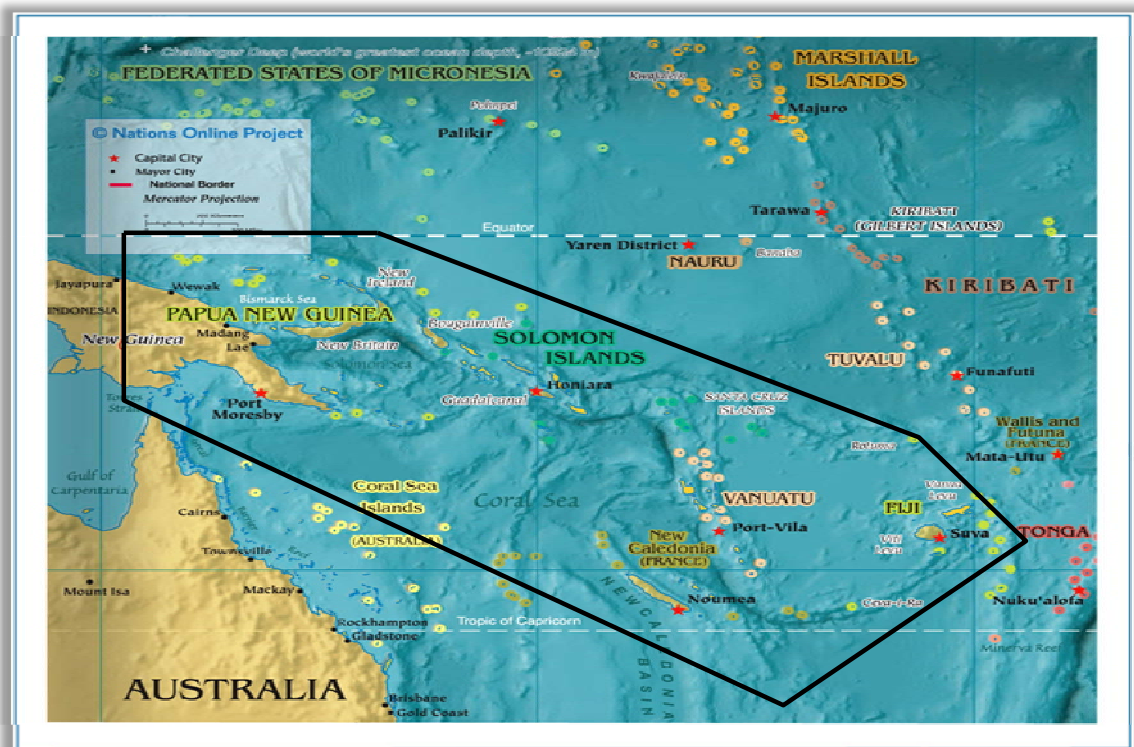 Challenger Deep (world's greatest ocean depth,
FEDERATED STATES OF MICRONESIA
MARSHALL
ISLANDS
Kwajalein
Majuro
Pohnpei
Palikir
© Nations Online Project
Capital City
Mayor City
National Border
Mercator Projection
Tarawa
KIRIBATI
(GILBERT ISLANDS)
Equator
Yaren District
NAURU
Banaba
KIRIBATI
Jayapura
Wewak
New
Ireland
Bismarck Sea
INDONESIA
PAPUA NEW GUINEA
Bougainville
New Guinea
Madang
Lae
New Britain
Solomon Sea
SOLOMON
ISLANDS
TUVALU
Funafuti
Honiara
Guadalcanal
Port
Moresby
Torres
Strait
SANTA CRUZ
ISLANDS
Rotuma
Wallis and
Futuna
(FRANCE)
Mata-Utu
Gulf of
Carpentaria
Coral Sea
Islands
(AUSTRALIA)
Coral Sea
VANUATU
Port-Vila
Vanua
Levu
FIJI
Suva
Viti
Levu
TONGA
Nuku'alofa
Cairns
Townsville
Mount Isa
Mackay
New
Caledonia
(FRANCE)
Noumea
Ceva-i-Ra
Rockhampton
Gladstone
Tropic of Capricorn
NEW CALEDONIA
BASIN
Minerva Reef
AUSTRALIA
Brisbane
Gold Coast